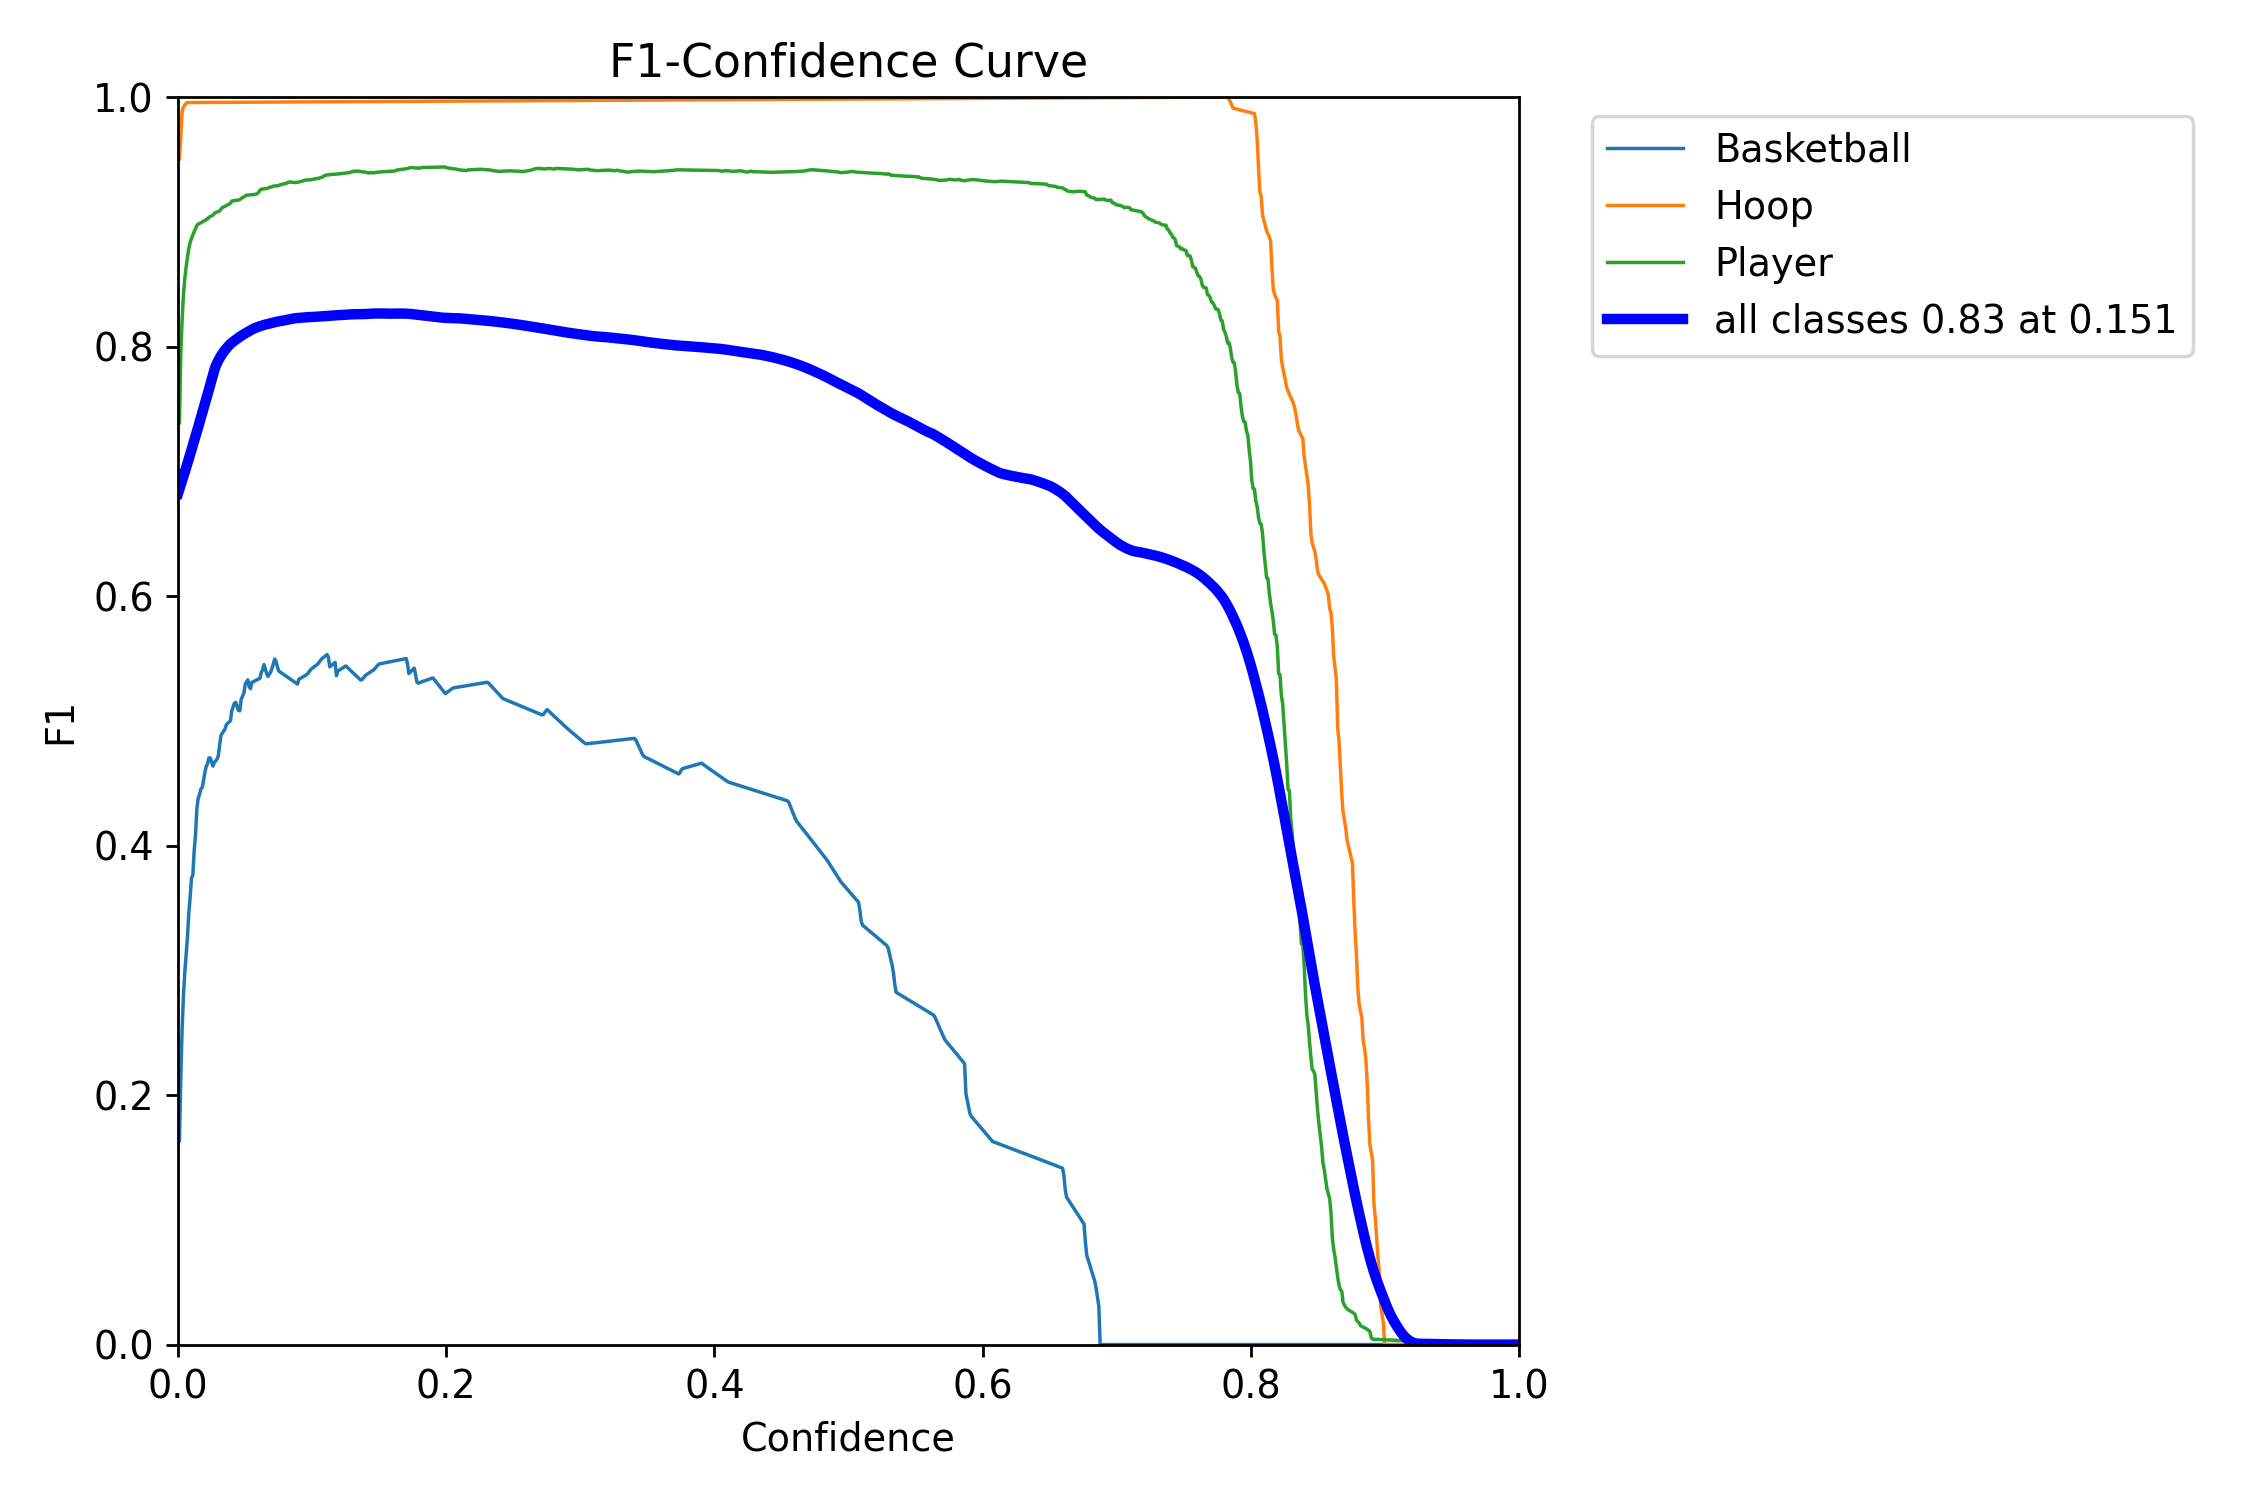 F1-Confidence Curve
1.0
0.8
0.6
0.4
0.2
0.0
F1
0.0 0.2 0.4 0.6 0.8 1.0
Confidence
Basketball
Hoop
Player
all classes 0.83 at 0.151